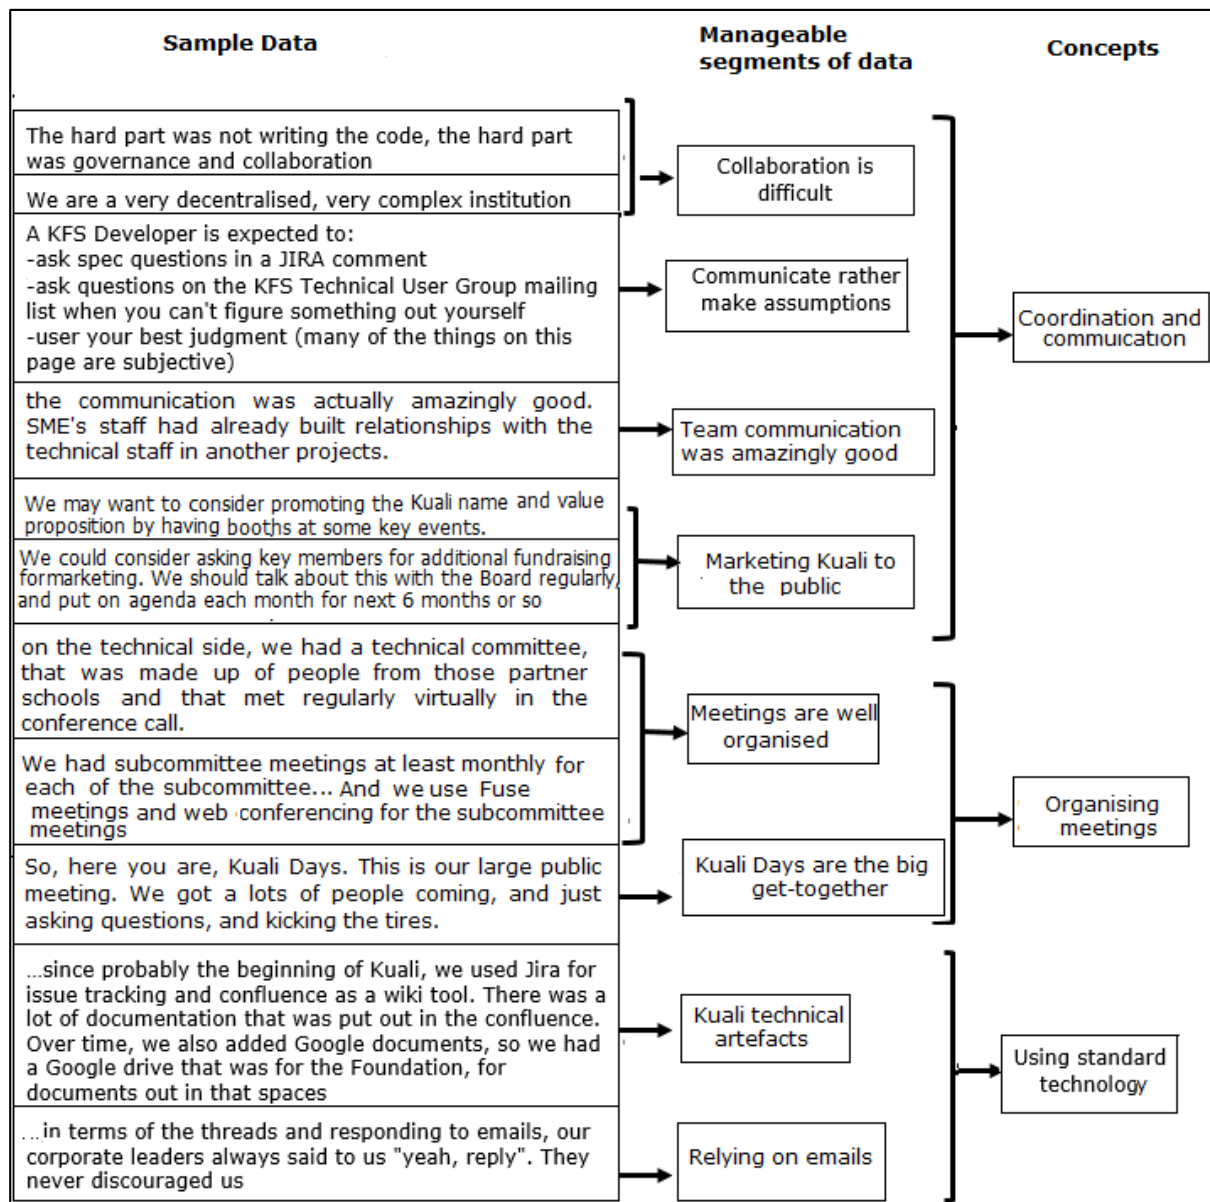 Sample Data
Manageable
segments of data
Concepts
The hard part was not writing the code, the hard part
was governance and collaboration
We are a very decentralised, very complex institution
Collaboration is
difficult
A KFS Developer is expected to:
-ask spec questions in a JIRA comment
-ask questions on the KFS Technical User Group mailing
list when you can't figure something out yourself
-user your best judgment (many of the things on this
page are subjective)
Communicate rather
make assumptions
the communication was actually amazingly good.
SME's staff had already built relationships with the
technical staff in another projects.
Team communication
was amazingly good
We may want to consider promoting the Kuali name and value
proposition by having booths at some key events.
We could consider asking key members for additional fundraising
formarketing. We should talk about this with the Board regularly,
and put on agenda each month for next 6 months or so
Marketing Kuali to
the public
Coordination and
commuication
on the technical side, we had a technical committee,
that was made up of people from those partner
schools and that met regularly virtually in the
conference call.
We had subcommittee meetings at least monthly for
each of the subcommittee... And we use Fuse
meetings and web conferencing for the subcommittee
meetings
Meetings are well
organised
So, here you are, Kuali Days. This is our large public
meeting. We got a lots of people coming, and just
asking questions, and kicking the tires.
Kuali Days are the big
get-together
Organising
meetings
...since probably the beginning of Kuali, we used Jira for
issue tracking and confluence as a wiki tool. There was a
lot of documentation that was put out in the confluence.
Over time, we also added Google documents, so we had
a Google drive that was for the Foundation, for
documents out in that spaces
Kuali technical
artefacts
...in terms of the threads and responding to emails, our
corporate leaders always said to us "yeah, reply". They
never discouraged us
Relying on emails
Using standard
technology